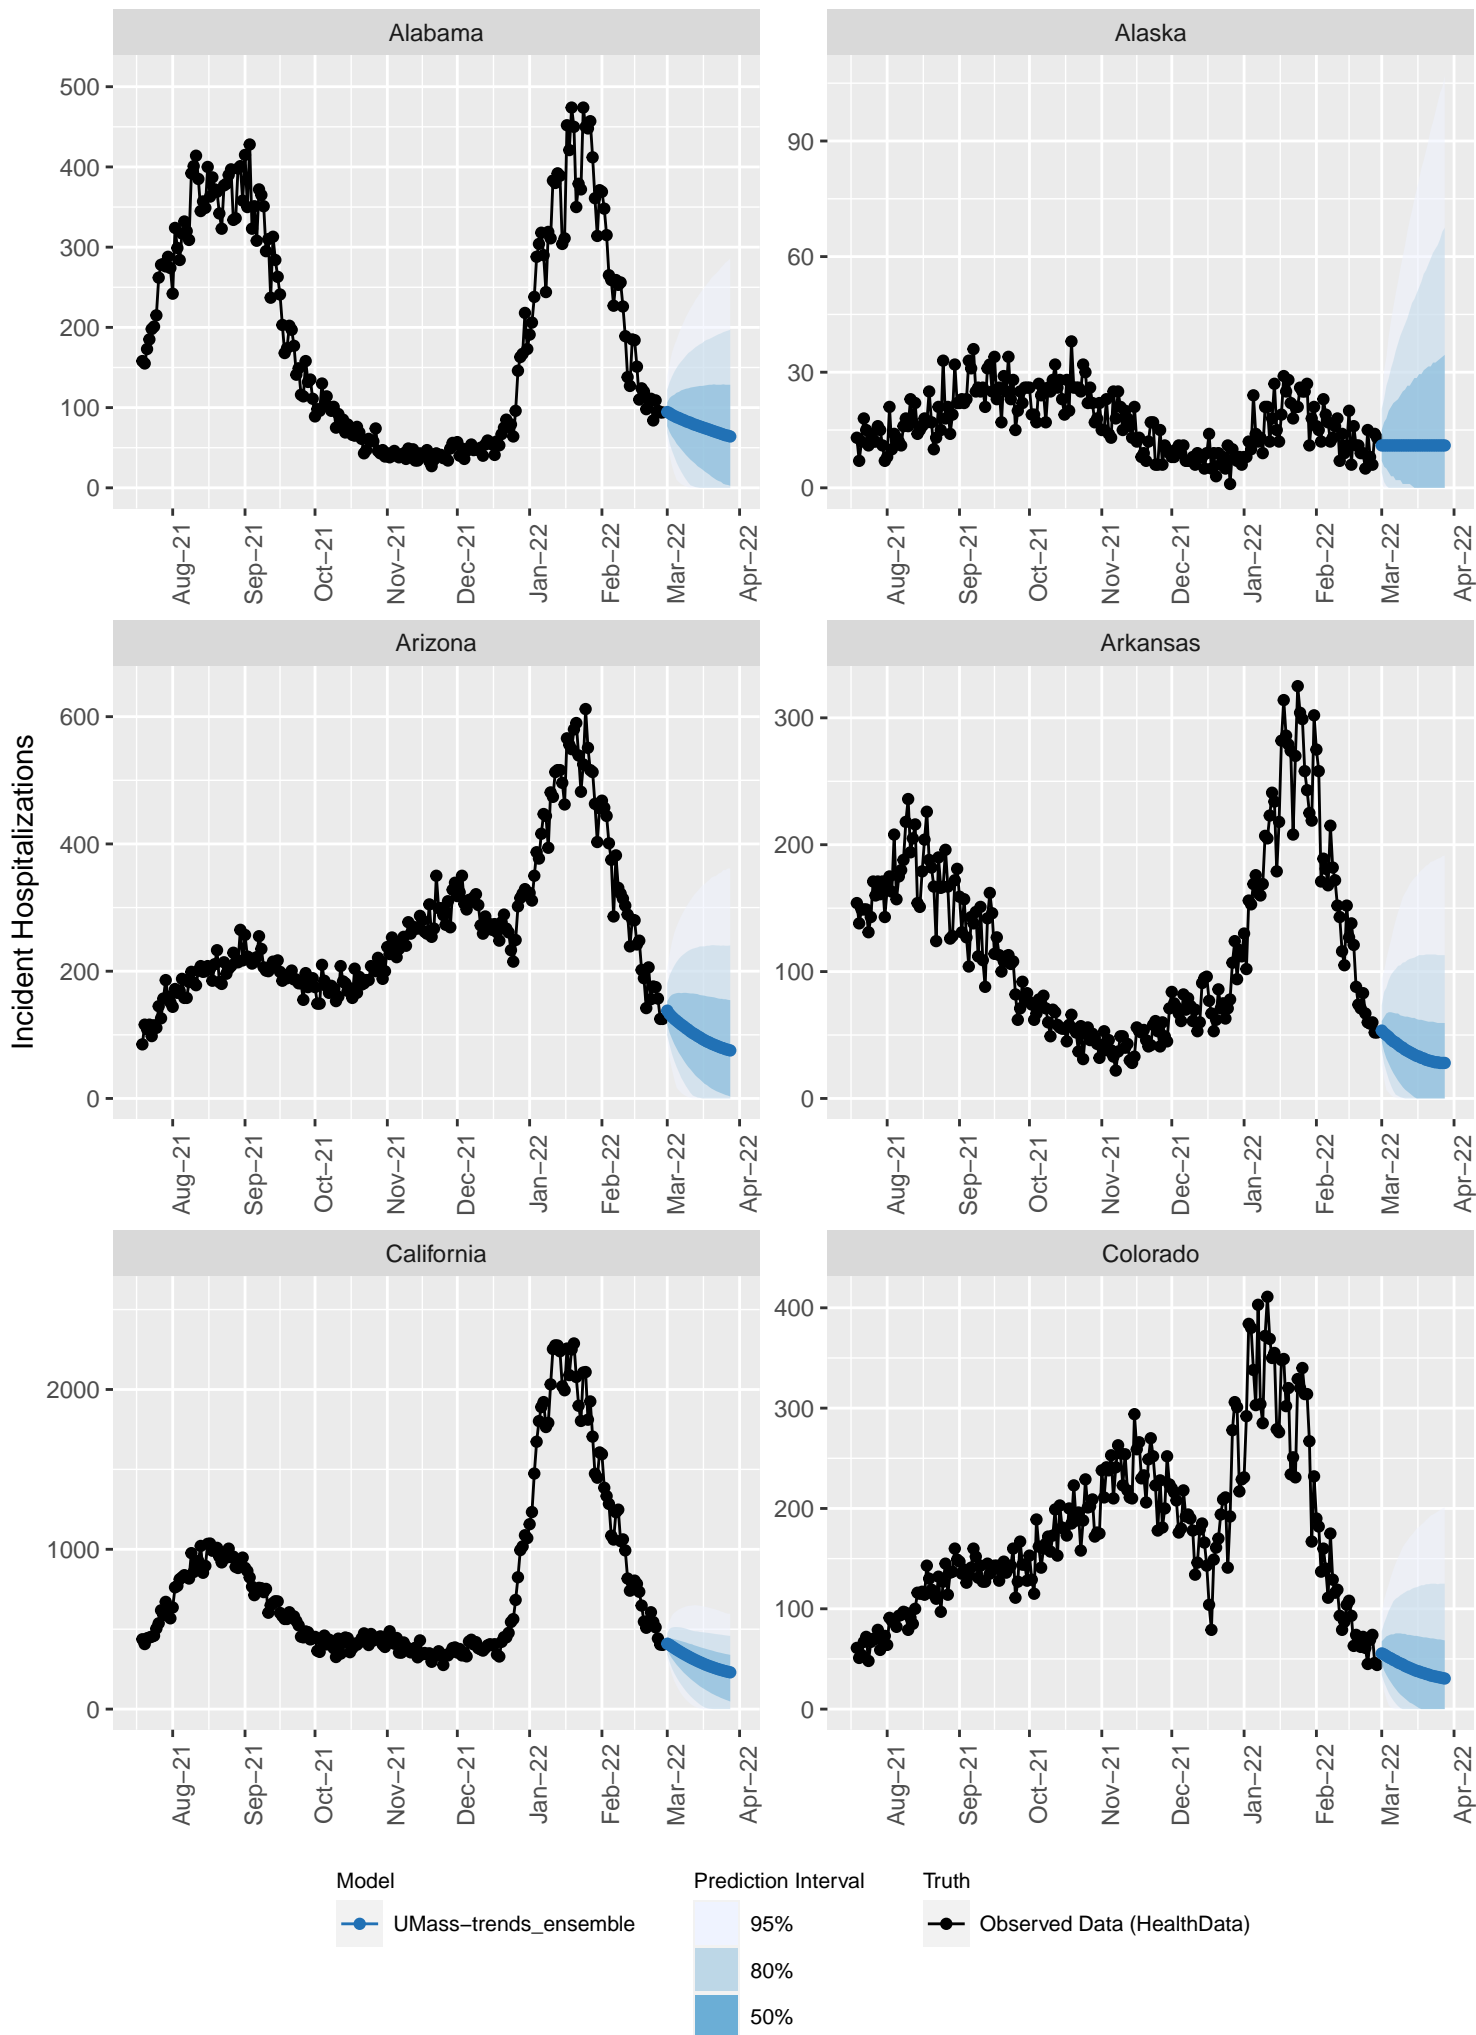 Alabama
Alaska
500
400
300
200
100
0
90
60
30
0
Aug−21
Sep−21
Oct−21
Nov−21
Dec−21
Jan−22
Feb−22
Mar−22
Apr−22
Aug−21
Sep−21
Oct−21
Nov−21
Dec−21
Jan−22
Feb−22
Mar−22
Apr−22
Incident Hospitalizations
Arizona
Arkansas
600
400
200
0
300
200
100
0
Aug−21
Sep−21
Oct−21
Nov−21
Dec−21
Jan−22
Feb−22
Mar−22
Apr−22
Aug−21
Sep−21
Oct−21
Nov−21
Dec−21
Jan−22
Feb−22
Mar−22
Apr−22
California
Colorado
2000
1000
0
400
300
200
100
0
Aug−21
Sep−21
Oct−21
Nov−21
Dec−21
Jan−22
Feb−22
Mar−22
Apr−22
Aug−21
Sep−21
Oct−21
Nov−21
Dec−21
Jan−22
Feb−22
Mar−22
Apr−22
Model
UMass−trends_ensemble
Prediction Interval
95%
80%
50%
Truth
Observed Data (HealthData)